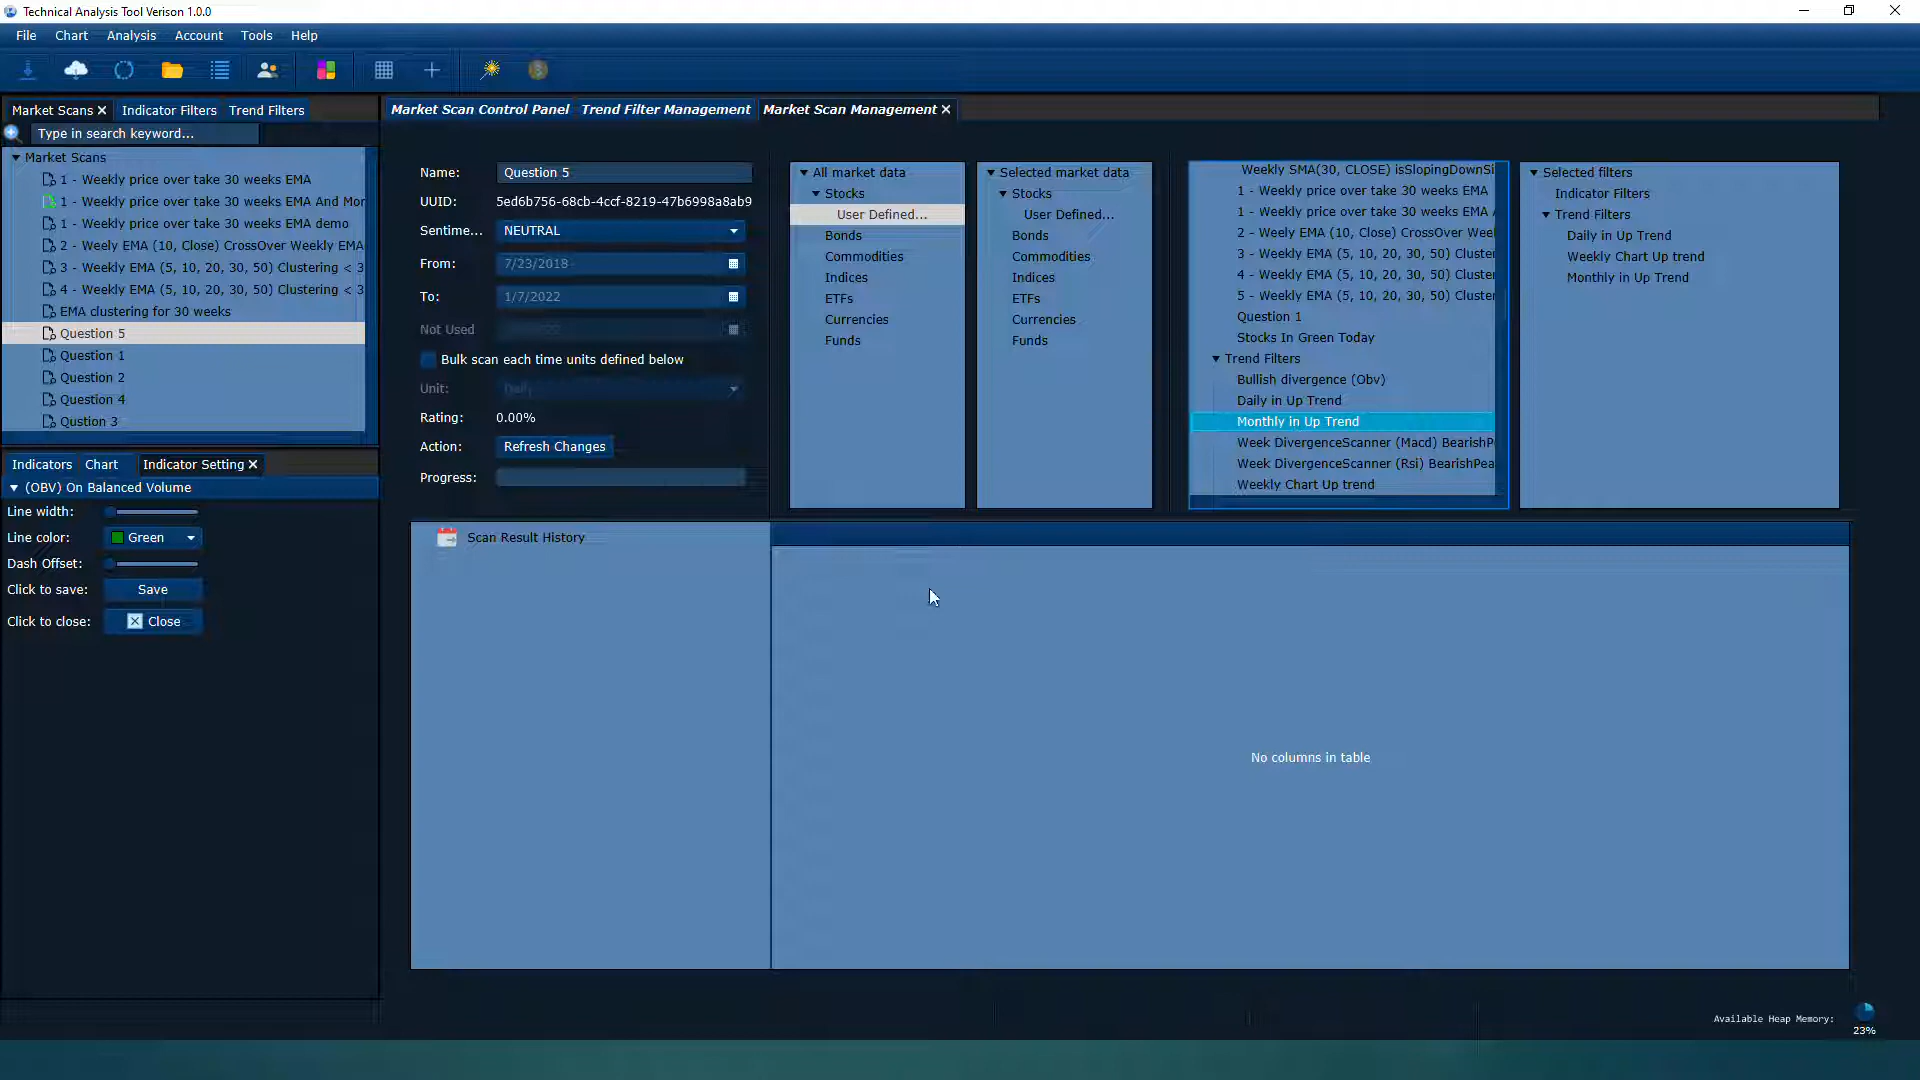 Technical Analysis Tool Verison 1.0.0
File Chart Analysis Account Tools Help
Market Scans Indicator Filters Trend Filters
Type in search keyword...
Market Scans
1 - Weekly price over take 30 weeks EMA
1 - Weekly price over take 30 weeks EMA And Mor
1 - Weekly price over take 30 weeks EMA demo
2 - Weely EMA (10, Close) CrossOver Weekly EMA
3 - Weekly EMA (5, 10, 20, 30, 50) Clustering < 3
4 - Weekly EMA (5, 10, 20, 30, 50) Clustering < 3
EMA clustering for 30 weeks
Question 5
Question 1
Question 2
Question 4
Qustion 3
Indicators Chart Indicator Setting
(OBV) On Balanced Volume
Line width:
Line color: Green
Dash Offset:
Click to save: Save
Click to close: Close
Market Scan Control Panel Trend Filter Management Market Scan Management
Name: Question 5
UUID: 5ed6b756-68cb-4ccf-8219-47b6998a8ab9
Sentime... NEUTRAL
From: 7/23/2018
To: 1/7/2022
Not Used
Bulk scan each time units defined below
Unit: Daily
Rating: 0.00%
Action: Refresh Changes
Progress:
All market data
Stocks
User Defined...
Bonds
Commodities
Indices
ETFs
Currencies
Funds
Selected market data
Stocks
User Defined...
Bonds
Commodities
Indices
ETFs
Currencies
Funds
Weekly SMA(30, CLOSE) isSlopingDownSi
1 - Weekly price over take 30 weeks EMA
1 - Weekly price over take 30 weeks EMA
2 - Weely EMA (10, Close) CrossOver Weel
3 - Weekly EMA (5, 10, 20, 30, 50) Cluster
4 - Weekly EMA (5, 10, 20, 30, 50) Cluster
5 - Weekly EMA (5, 10, 20, 30, 50) Cluster
Question 1
Stocks In Green Today
Trend Filters
Bullish divergence (Obv)
Daily in Up Trend
Monthly in Up Trend
Week DivergenceScanner (Macd) BearishP
Week DivergenceScanner (Rsi) BearishPea
Weekly Chart Up trend
Selected filters
Indicator Filters
Trend Filters
Daily in Up Trend
Weekly Chart Up trend
Monthly in Up Trend
Scan Result History
No columns in table
Available Heap Memory:
23%